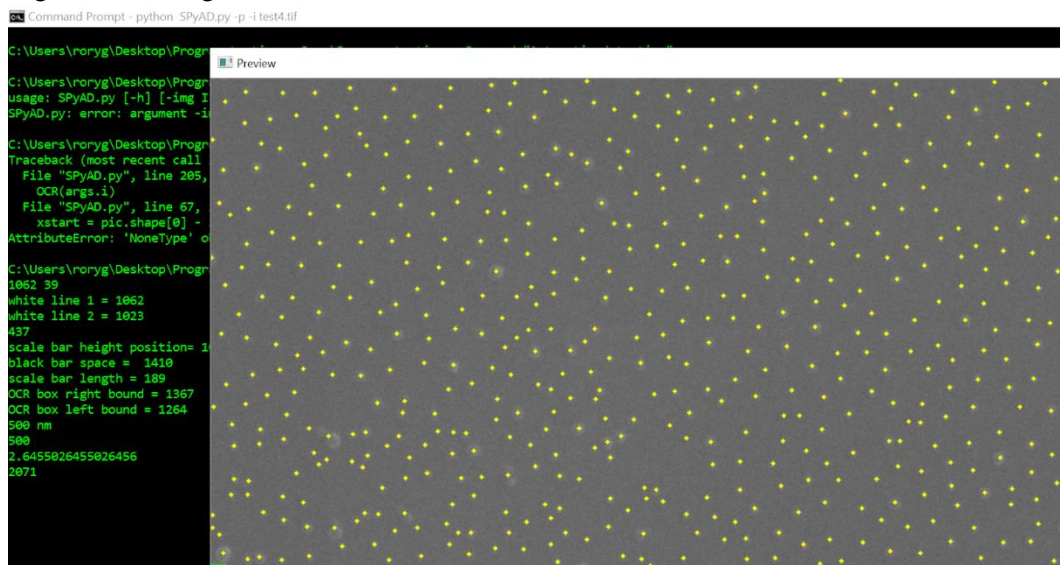 Command Prompt - python SPyAD.py -p -i test4.tif
C:\Users\roryg\Desktop\Progr
Preview
C:\Users\roryg\Desktop\Progr
usage: SPyAD.py [-h] [-img I
SPyAD.py: error: argument -i
C:\Users\roryg\Desktop\Progr
Traceback (most recent call
File "SPyAD.py", line 205,
OCR(args.i)
File "SPyAD.py", line 67,
xstart = pic.shape[0] -
AttributeError: 'NoneType' o
C:\Users\roryg\Desktop\Progr
1062 39
white line 1 = 1062
white line 2 = 1023
437
scale bar height position= 1
black bar space =  1410
scale bar length = 189
OCR box right bound = 1367
OCR box left bound = 1264
500 nm
500
2.6455026455026456
2071